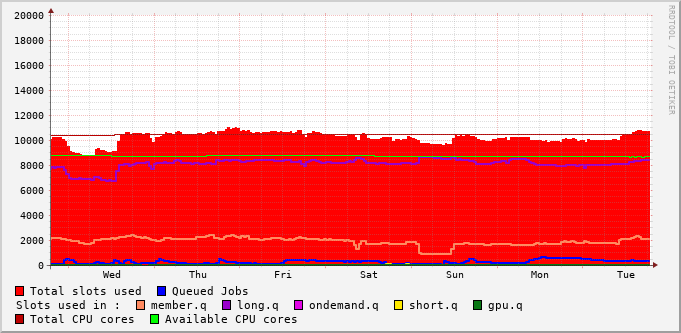 20000
18000
16000
14000
12000
10000
8000
6000
4000
2000
0
Wed Thu Fri Sat Sun Mon Tue
RRDTOOL / TOBI OETIKER
Total slots used Queued Jobs
Slots used in : member.q long.q ondemand.q short.q gpu.q
Total CPU cores Available CPU cores